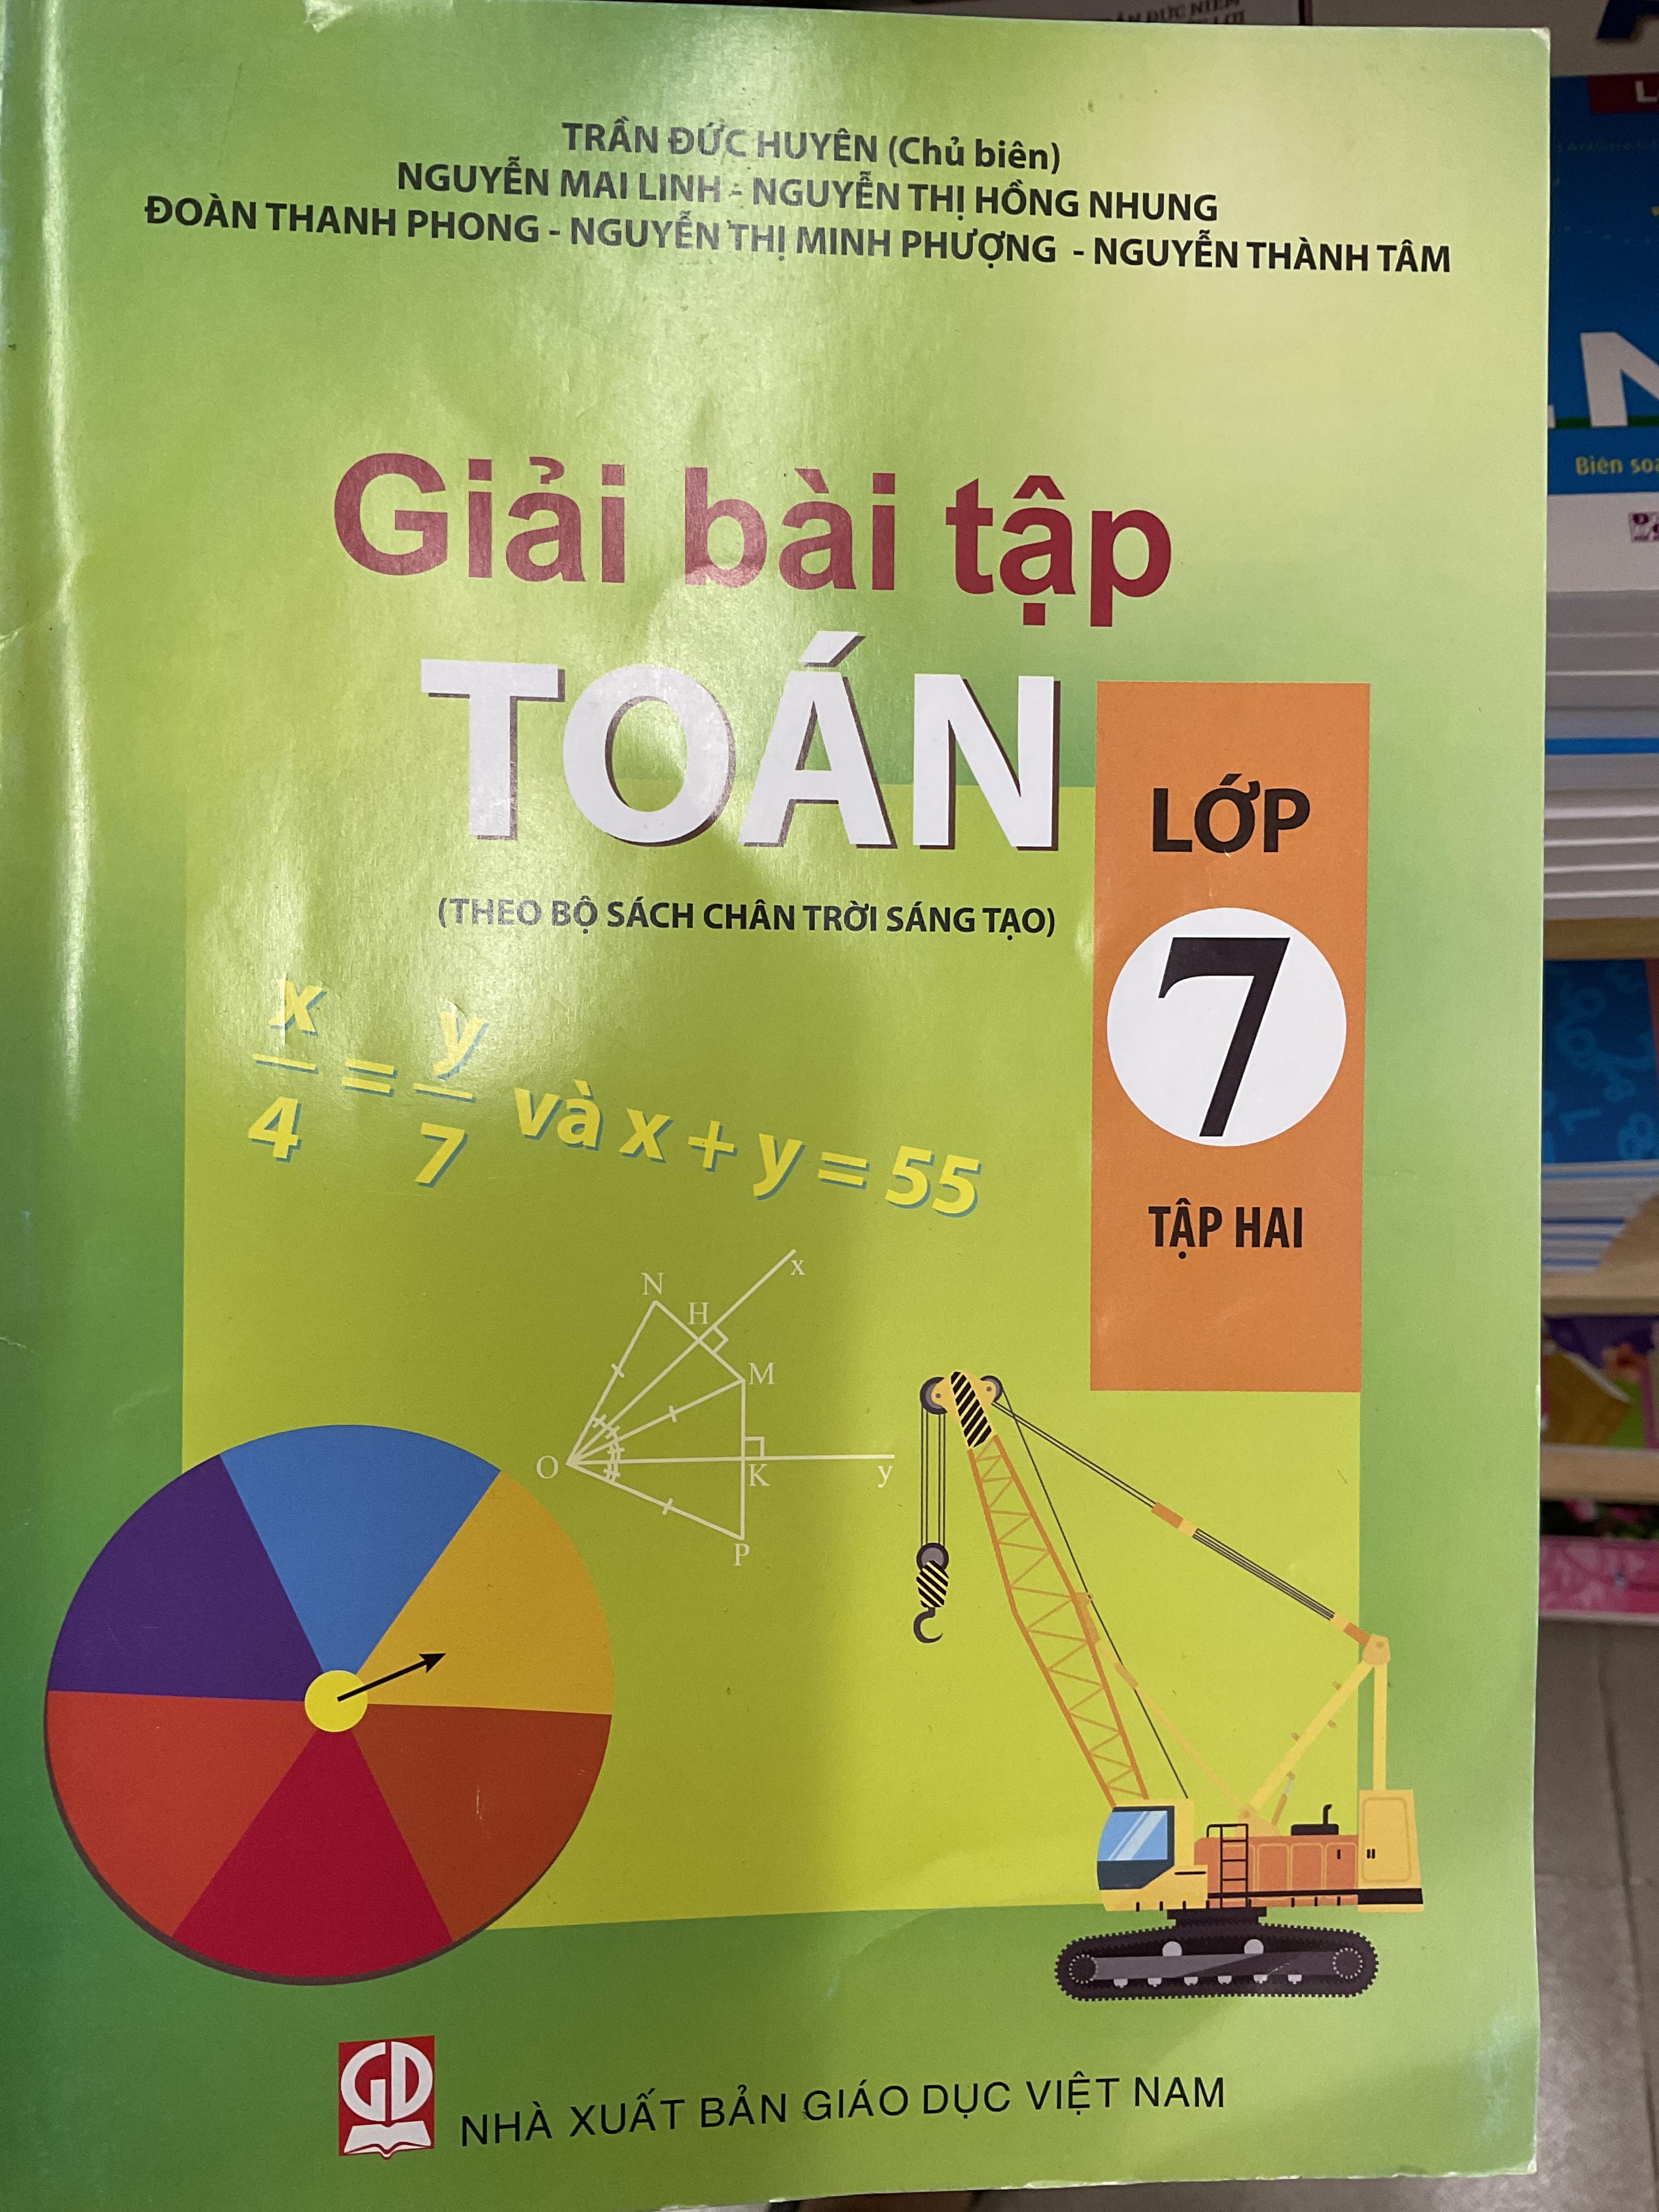 TRẦN ĐỨC HUYÊN (Chủ biên)
NGUYỄN MAI LINH - NGUYỄN THỊ HỒNG NHUNG
ĐOÀN THANH PHONG - NGUYỄN THỊ MINH PHƯỢNG - NGUYỄN THÀNH TÂM
Giải bài tập
TOÁN
LỚP
7
TẬP HAI
(THEO BỘ SÁCH CHÂN TRỜI SÁNG TẠO)
x/4 = y/7 và x + y = 55
N
H
x
M
O
K
y
P
GD
NHÀ XUẤT BẢN GIÁO DỤC VIỆT NAM
Biên